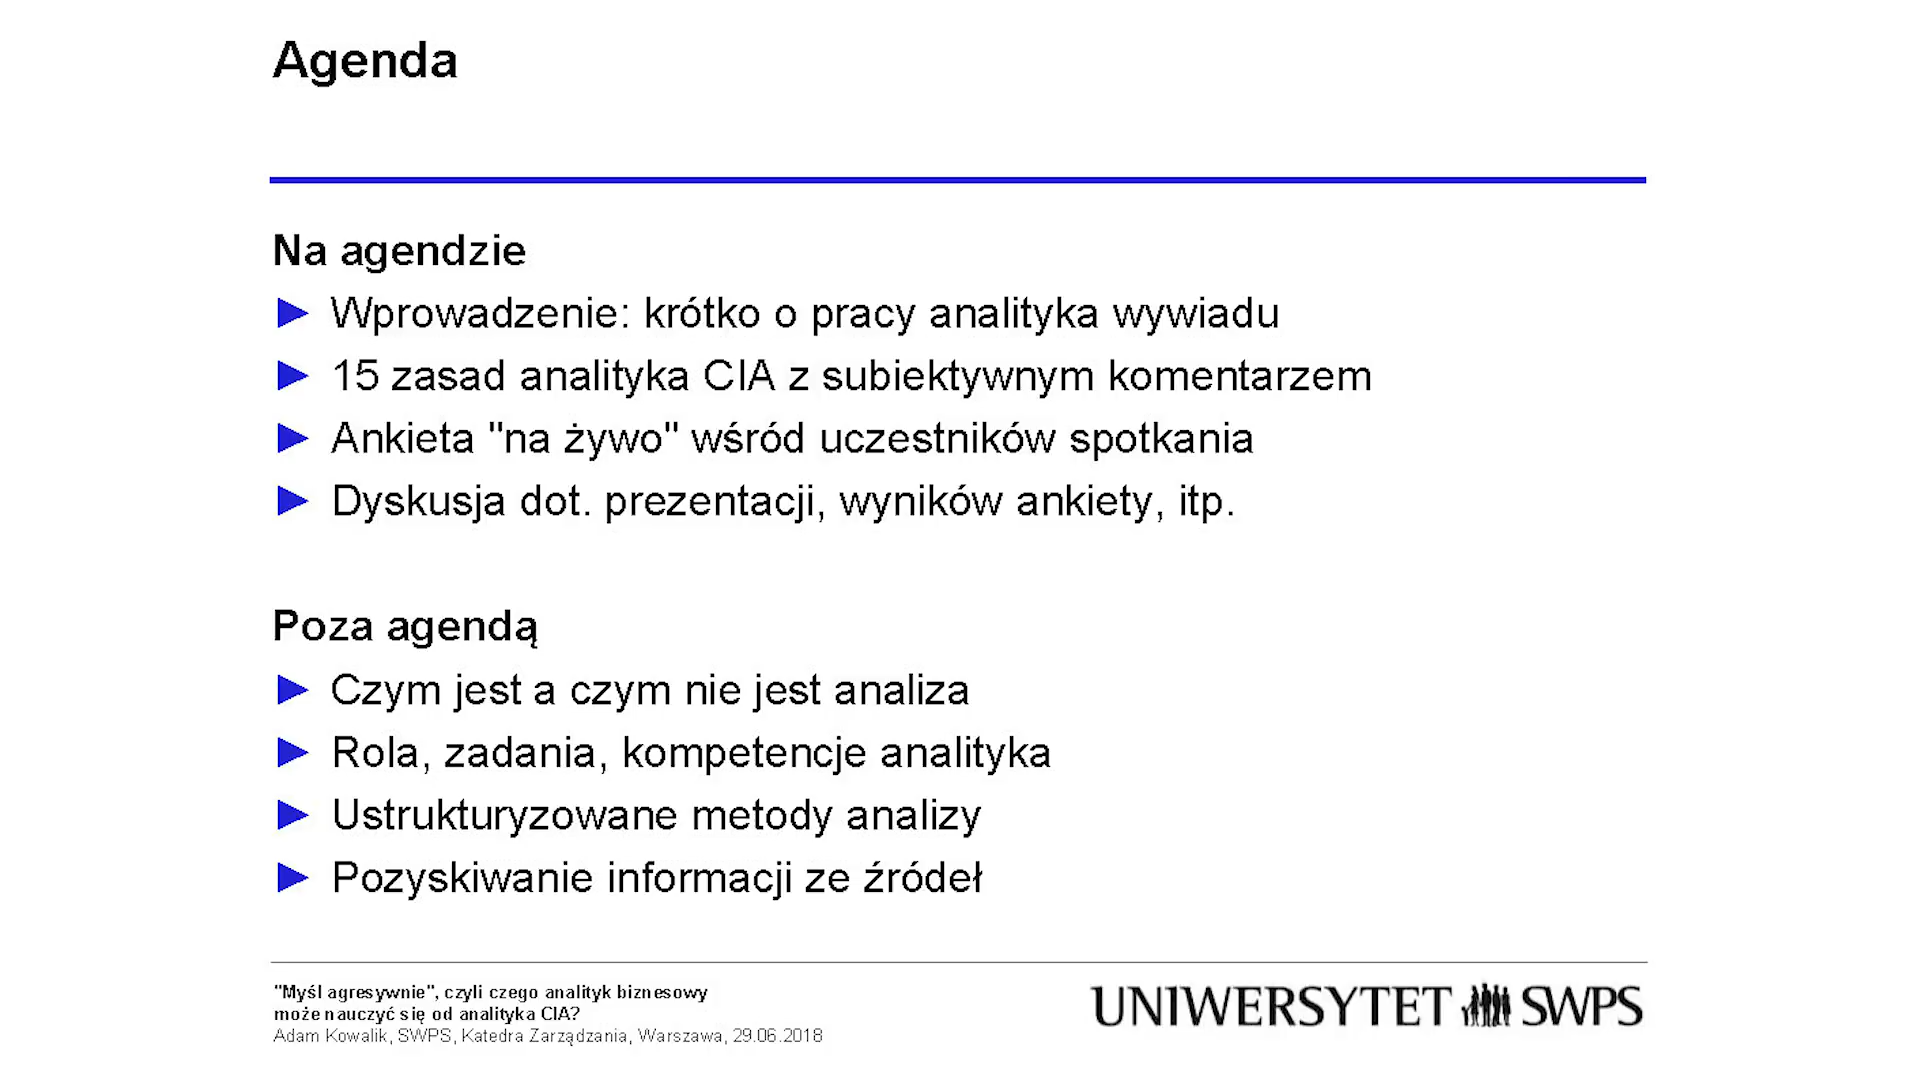 Agenda
Na agendzie
► Wprowadzenie: krótko o pracy analityka wywiadu
► 15 zasad analityka CIA z subiektywnym komentarzem
► Ankieta "na żywo" wśród uczestników spotkania
► Dyskusja dot. prezentacji, wyników ankiety, itp.
Poza agendą
► Czym jest a czym nie jest analiza
► Rola, zadania, kompetencje analityka
► Ustrukturyzowane metody analizy
► Pozyskiwanie informacji ze źródeł
"Myśl agresywnie", czyli czego analityk biznesowy
może nauczyć się od analityka CIA?
Adam Kowalik, SWPS, Katedra Zarządzania, Warszawa, 29.06.2018
UNIWERSYTET SWPS